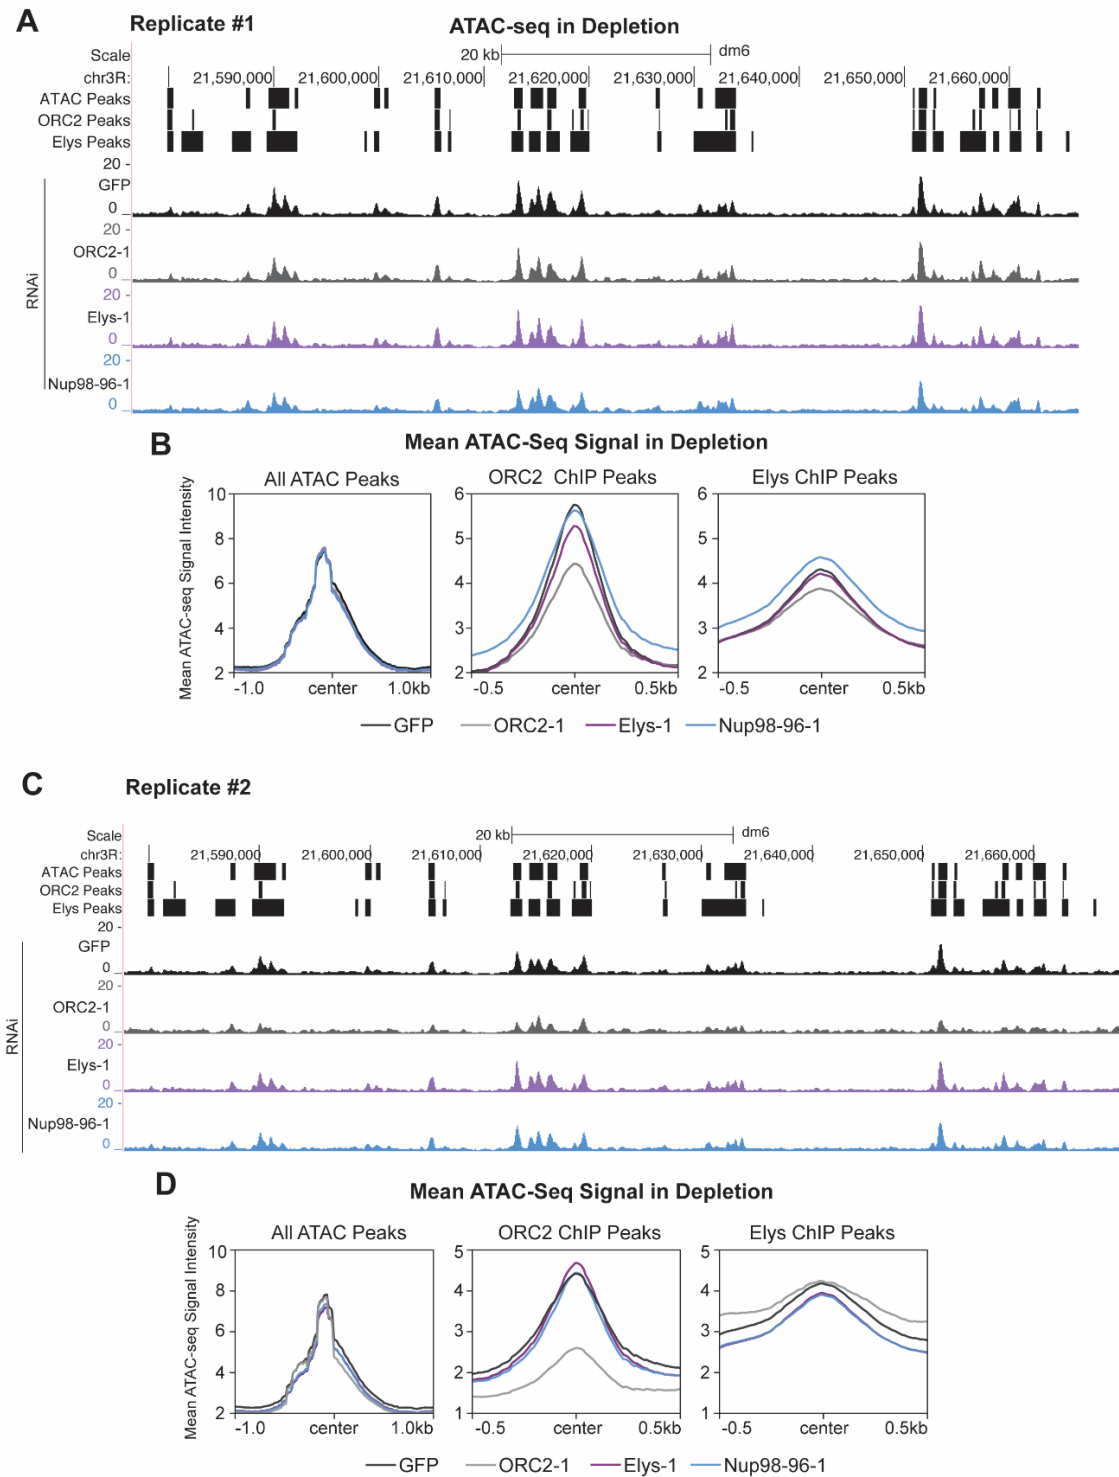 A
Replicate #1
ATAC-seq in Depletion
Scale
20 kb
dm6
chr3R:
21,590,000
21,600,000
21,610,000
21,620,000
21,630,000
21,640,000
21,650,000
21,660,000
ATAC Peaks
ORC2 Peaks
Elys Peaks
RNAi
20 -
GFP
0 _
20 -
ORC2-1
0 _
20 -
Elys-1
0 _
20 -
Nup98-96-1
0 _
B
Mean ATAC-Seq Signal in Depletion
Mean ATAC-seq Signal Intensity
All ATAC Peaks
10
8
6
4
2
-1.0 center 1.0kb
ORC2 ChIP Peaks
6
5
4
3
2
-0.5 center 0.5kb
Elys ChIP Peaks
6
5
4
3
2
-0.5 center 0.5kb
GFP ORC2-1 Elys-1 Nup98-96-1
C
Replicate #2
Scale
20 kb
dm6
chr3R:
21,590,000
21,600,000
21,610,000
21,620,000
21,630,000
21,640,000
21,650,000
21,660,000
ATAC Peaks
ORC2 Peaks
Elys Peaks
RNAi
20 -
GFP
0 _
20 -
ORC2-1
0 _
20 -
Elys-1
0 _
20 -
Nup98-96-1
0 _
D
Mean ATAC-Seq Signal in Depletion
Mean ATAC-seq Signal Intensity
All ATAC Peaks
10
8
6
4
2
-1.0 center 1.0kb
ORC2 ChIP Peaks
5
4
3
2
1
-0.5 center 0.5kb
Elys ChIP Peaks
5
4
3
2
1
-0.5 center 0.5kb
GFP ORC2-1 Elys-1 Nup98-96-1